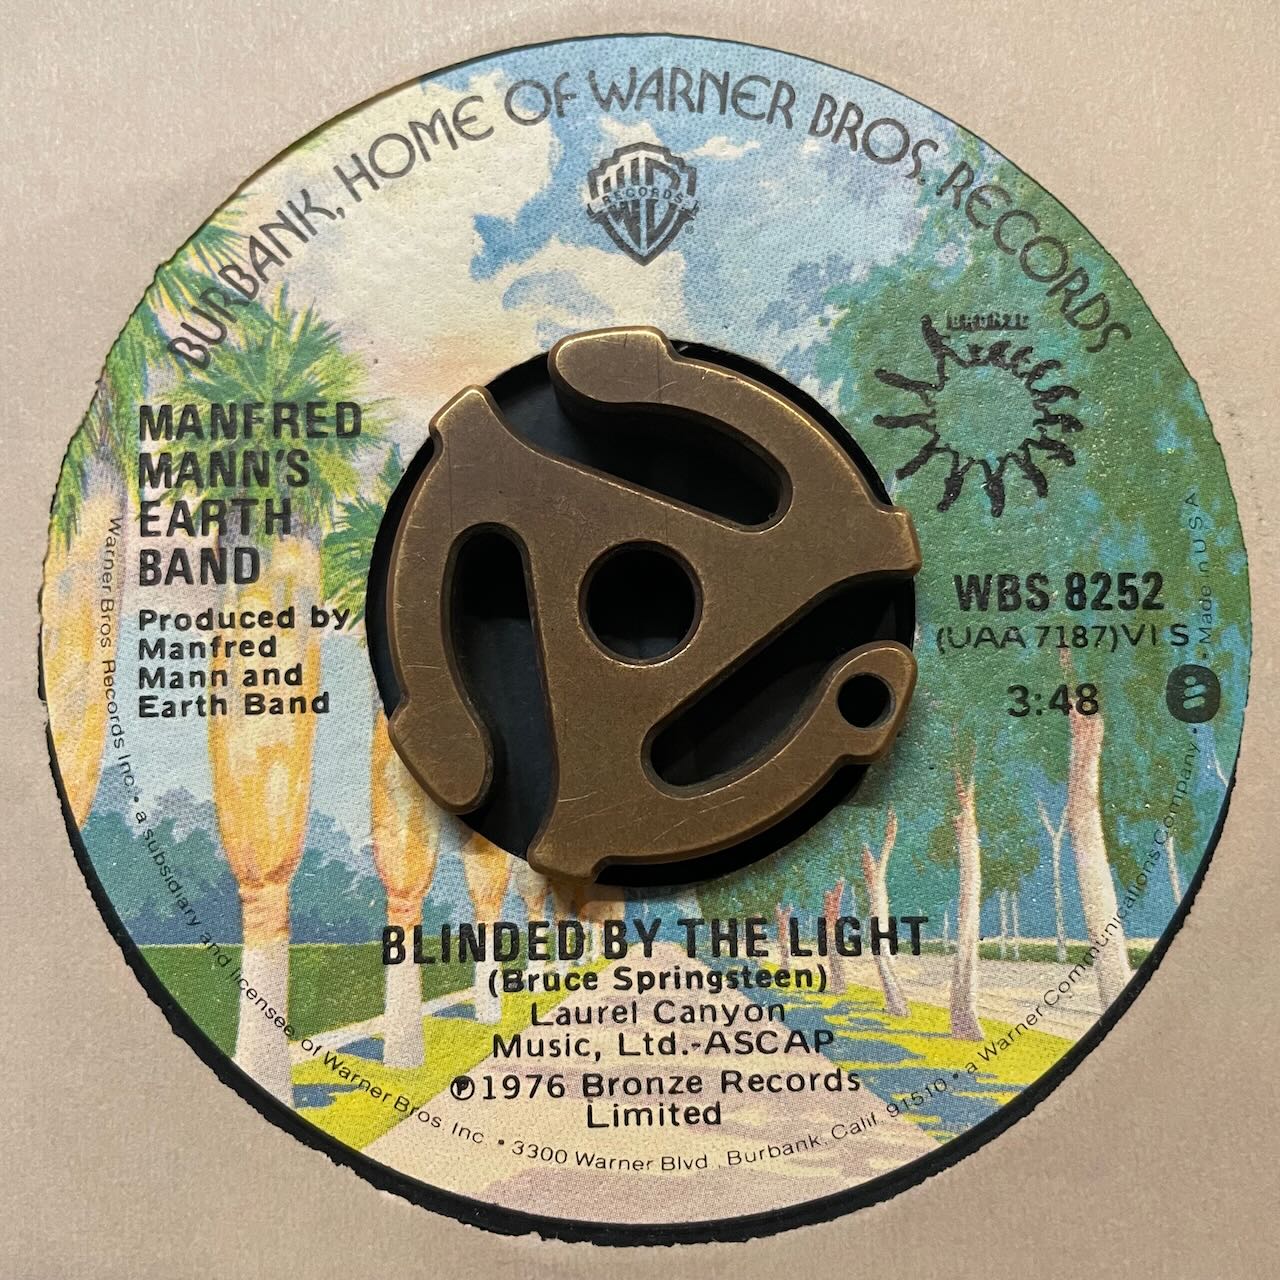 BURBANK, HOME OF WARNER BROS. RECORDS
WB
RECORDS
®
BRONZE
MANFRED
MANN'S
EARTH
BAND
Produced by
Manfred
Mann and
Earth Band
WBS 8252
(UAA 7187)VI S
3:48
BLINDED BY THE LIGHT
(Bruce Springsteen)
Laurel Canyon
Music, Ltd.-ASCAP
℗1976 Bronze Records
Limited
Warner Bros Records Inc. • a subsidiary and licensee of Warner Bros. Inc. • 3300 Warner Blvd., Burbank, Calif. 91510 • a Warner Communications Company • Made in U S A